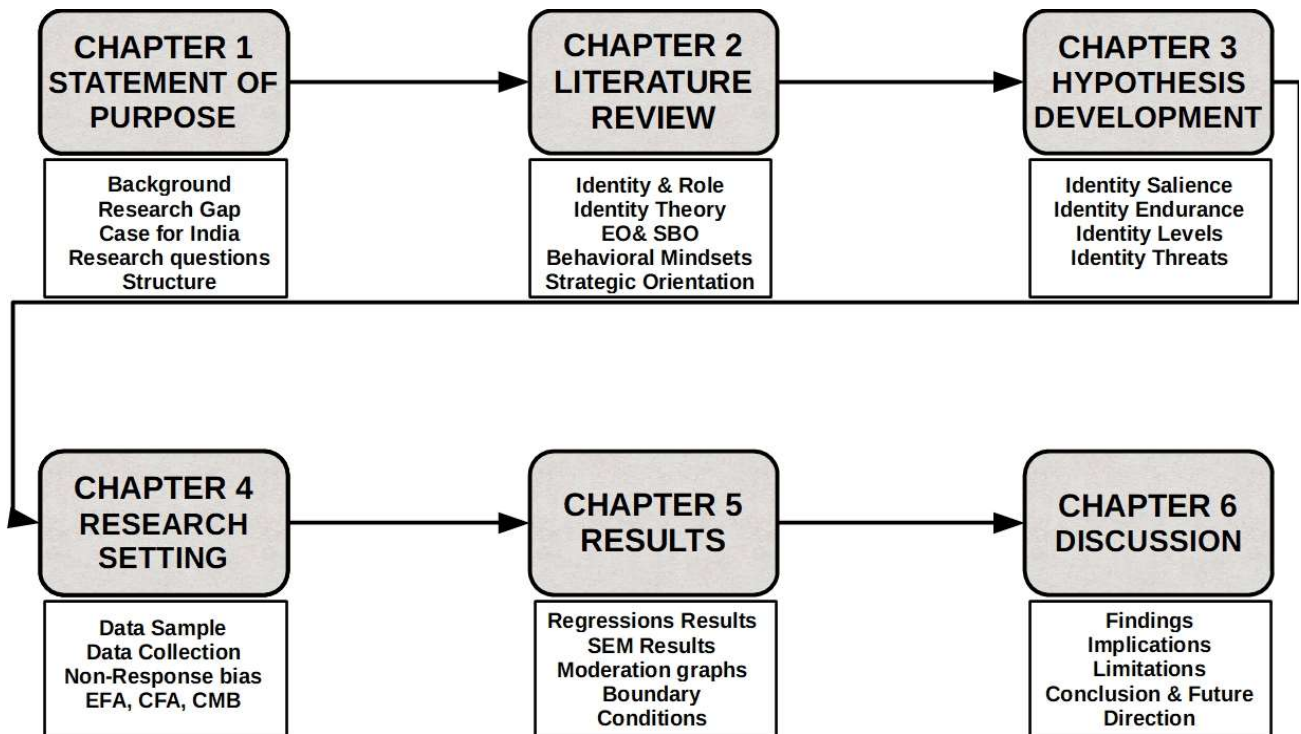 CHAPTER 1
STATEMENT OF
PURPOSE
Background
Research Gap
Case for India
Research questions
Structure
CHAPTER 2
LITERATURE
REVIEW
Identity & Role
Identity Theory
EO& SBO
Behavioral Mindsets
Strategic Orientation
CHAPTER 3
HYPOTHESIS
DEVELOPMENT
Identity Salience
Identity Endurance
Identity Levels
Identity Threats
CHAPTER 4
RESEARCH
SETTING
Data Sample
Data Collection
Non-Response bias
EFA, CFA, CMB
CHAPTER 5
RESULTS
Regressions Results
SEM Results
Moderation graphs
Boundary
Conditions
CHAPTER 6
DISCUSSION
Findings
Implications
Limitations
Conclusion & Future
Direction